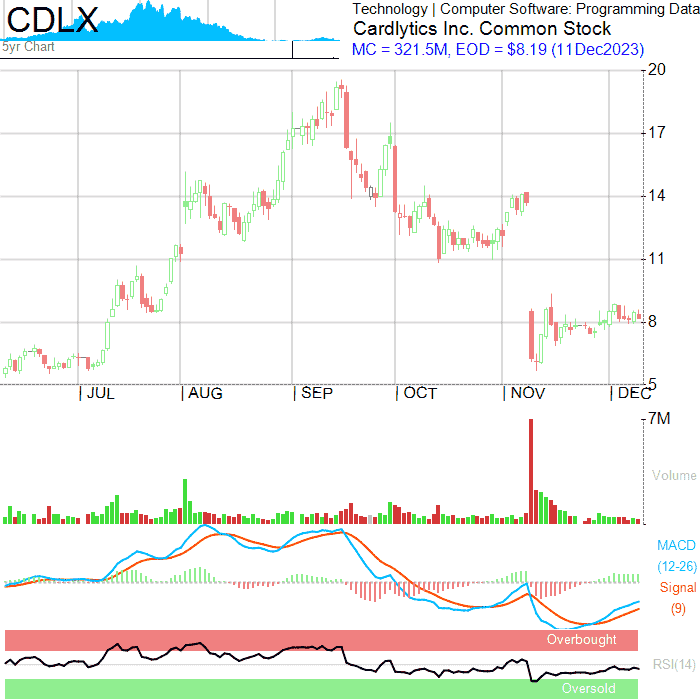 CDLX
5yr Chart
Technology | Computer Software: Programming Data
Cardlytics Inc. Common Stock
MC = 321.5M, EOD = $8.19 (11Dec2023)
20
17
14
11
8
5
JUL AUG SEP OCT NOV DEC
7M
Volume
MACD
(12-26)
Signal
(9)
Overbought
RSI(14)
Oversold